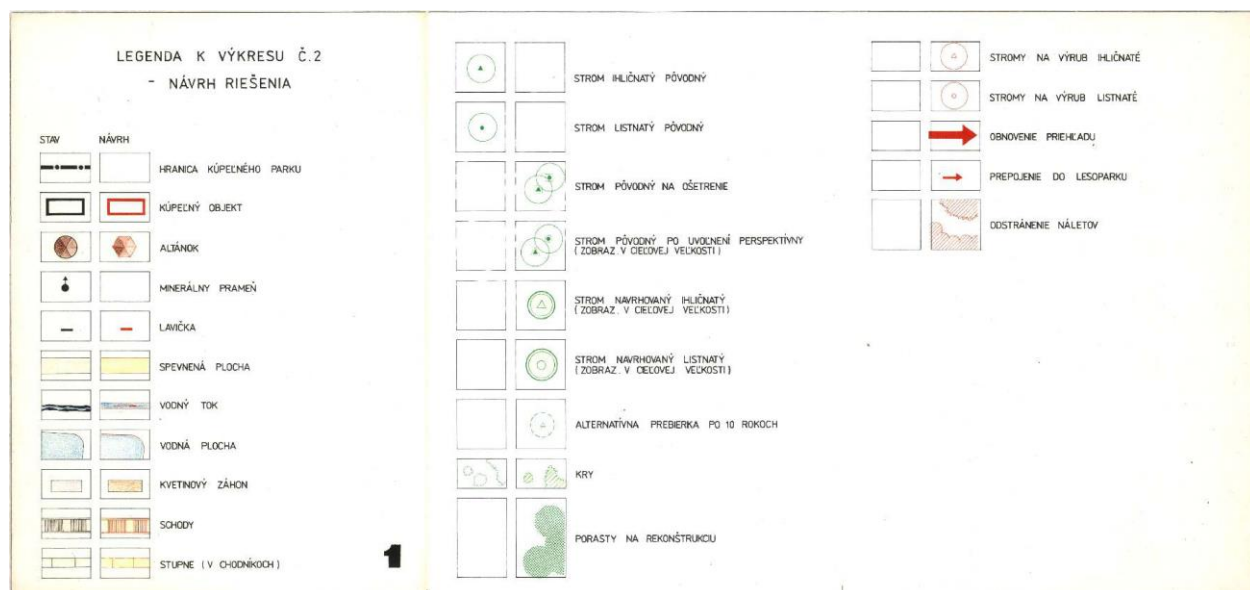 LEGENDA K VÝKRESU Č.2
- NÁVRH RIEŠENIA
STAV NÁVRH
HRANICA KÚPEĽNÉHO PARKU
KÚPEĽNÝ OBJEKT
ALTÁNOK
MINERÁLNY PRAMEŇ
LAVIČKA
SPEVNENÁ PLOCHA
VODNÝ TOK
VODNÁ PLOCHA
KVETINOVÝ ZÁHON
SCHODY
STUPNE (V CHODNÍKOCH)
1
STROM IHLIČNATÝ PÔVODNÝ
STROM LISTNATÝ PÔVODNÝ
STROM PÔVODNÝ NA OŠETRENIE
STROM PÔVODNÝ PO UVOĽNENÍ PERSPEKTÍVNY
(ZOBRAZ. V CIEĽOVEJ VEĽKOSTI)
STROM NAVRHOVANÝ IHLIČNATÝ
(ZOBRAZ. V CIEĽOVEJ VEĽKOSTI)
STROM NAVRHOVANÝ LISTNATÝ
(ZOBRAZ. V CIEĽOVEJ VEĽKOSTI)
ALTERNATÍVNA PREBIERKA PO 10 ROKOCH
KRY
PORASTY NA REKONŠTRUKCIU
STROMY NA VÝRUB IHLIČNATÉ
STROMY NA VÝRUB LISTNATÉ
OBNOVENIE PRIEHĽADU
PREPOJENIE DO LESOPARKU
ODSTRÁNENIE NÁLETOV